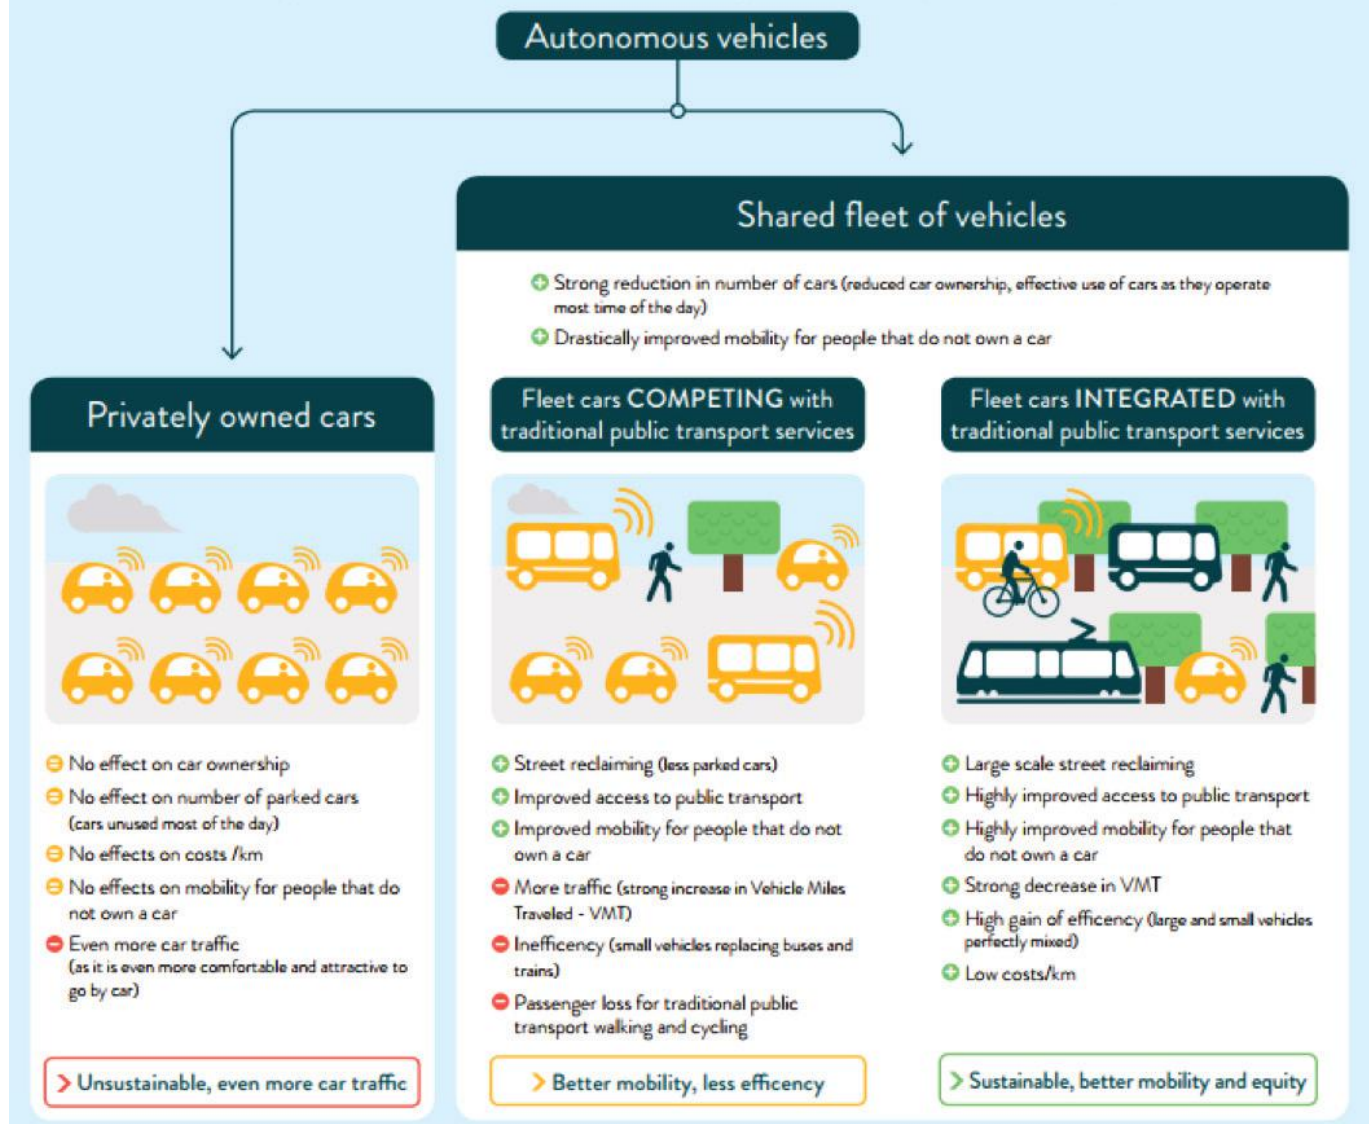 Autonomous vehicles
Shared fleet of vehicles
Strong reduction in number of cars (reduced car ownership, effective use of cars as they operate
most time of the day)
Drastically improved mobility for people that do not own a car
Privately owned cars
No effect on car ownership
No effect on number of parked cars
(cars unused most of the day)
No effects on costs /km
No effects on mobility for people that do
not own a car
Even more car traffic
(as it is even more comfortable and attractive to
go by car)
> Unsustainable, even more car traffic
Fleet cars COMPETING with
traditional public transport services
Street reclaiming (less parked cars)
Improved access to public transport
Improved mobility for people that do not
own a car
More traffic (strong increase in Vehicle Miles
Traveled - VMT)
Inefficency (small vehicles replacing buses and
trains)
Passenger loss for traditional public
transport walking and cycling
> Better mobility, less efficency
Fleet cars INTEGRATED with
traditional public transport services
Large scale street reclaiming
Highly improved access to public transport
Highly improved mobility for people that
do not own a car
Strong decrease in VMT
High gain of efficency (large and small vehicles
perfectly mixed)
Low costs/km
> Sustainable, better mobility and equity